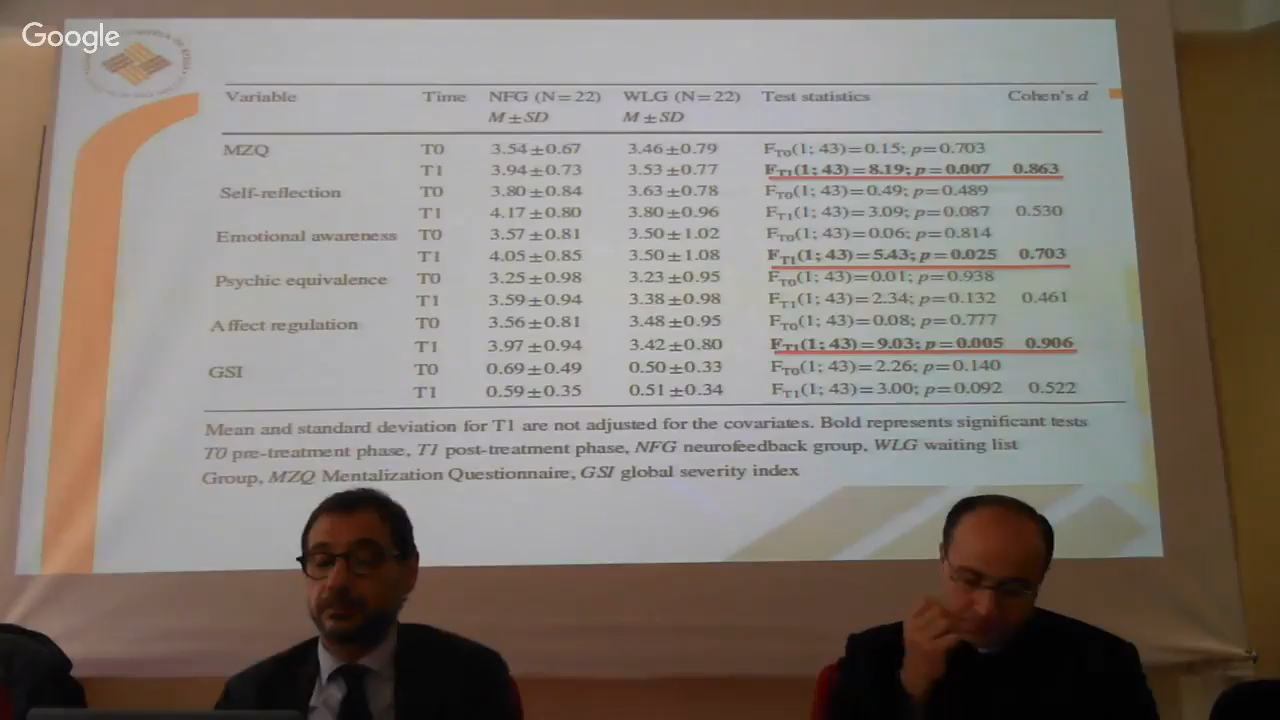 Google
Variable Time NFG (N=22) WLG (N=22) Test statistics Cohen's d
M±SD M±SD
MZQ T0 3.54±0.67 3.46±0.79 FT0(1; 43)=0.15; p=0.703
T1 3.94±0.73 3.53±0.77 FT1(1; 43)=8.19; p=0.007 0.863
Self-reflection T0 3.80±0.84 3.63±0.78 FT0(1; 43)=0.49; p=0.489
T1 4.17±0.80 3.80±0.96 FT1(1; 43)=3.09; p=0.087 0.530
Emotional awareness T0 3.57±0.81 3.50±1.02 FT0(1; 43)=0.06; p=0.814
T1 4.05±0.85 3.50±1.08 FT1(1; 43)=5.43; p=0.025 0.703
Psychic equivalence T0 3.25±0.98 3.23±0.95 FT0(1; 43)=0.01; p=0.938
T1 3.59±0.94 3.38±0.98 FT1(1; 43)=2.34; p=0.132 0.461
Affect regulation T0 3.56±0.81 3.48±0.95 FT0(1; 43)=0.08; p=0.777
T1 3.97±0.94 3.42±0.80 FT1(1; 43)=9.03; p=0.005 0.906
GSI T0 0.69±0.49 0.50±0.33 FT0(1; 43)=2.26; p=0.140
T1 0.59±0.35 0.51±0.34 FT1(1; 43)=3.00; p=0.092 0.522
Mean and standard deviation for T1 are not adjusted for the covariates. Bold represents significant tests
T0 pre-treatment phase, T1 post-treatment phase, NFG neurofeedback group, WLG waiting list
Group, MZQ Mentalization Questionnaire, GSI global severity index